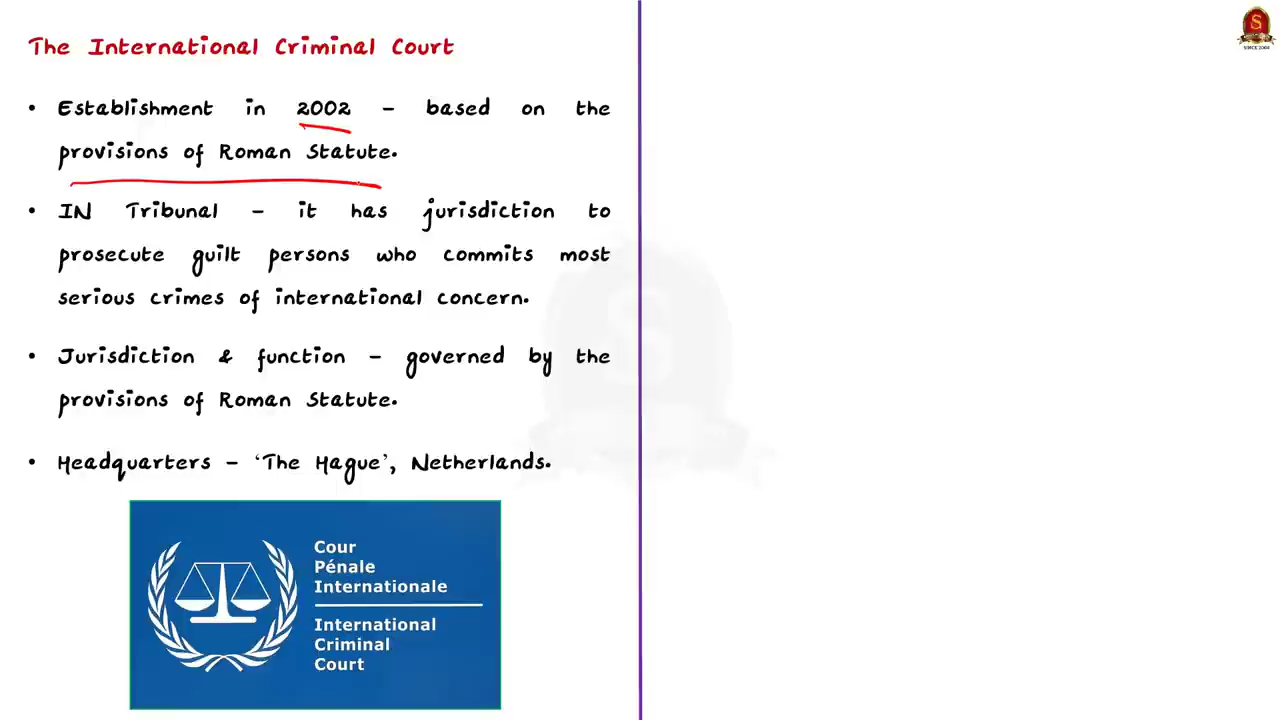 The International Criminal Court
• Establishment in 2002 – based on the
provisions of Roman Statute.
• IN Tribunal – it has jurisdiction to
prosecute guilt persons who commits most
serious crimes of international concern.
• Jurisdiction & function – governed by the
provisions of Roman Statute.
• Headquarters – ‘The Hague’, Netherlands.
Cour
Pénale
Internationale
International
Criminal
Court
S
SINCE 2004